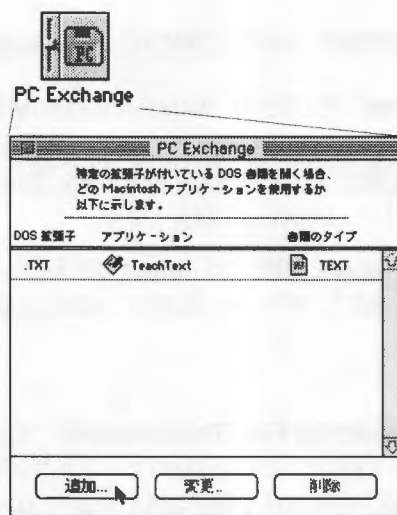 PC
PC Exchange
PC Exchange
特定の拡張子が付いている DOS 書類を開く場合、
どの Macintosh アプリケーションを使用するか
以下に示します。
DOS 拡張子 アプリケーション 書類のタイプ
.TXT TeachText TEXT
追加... 変更... 削除